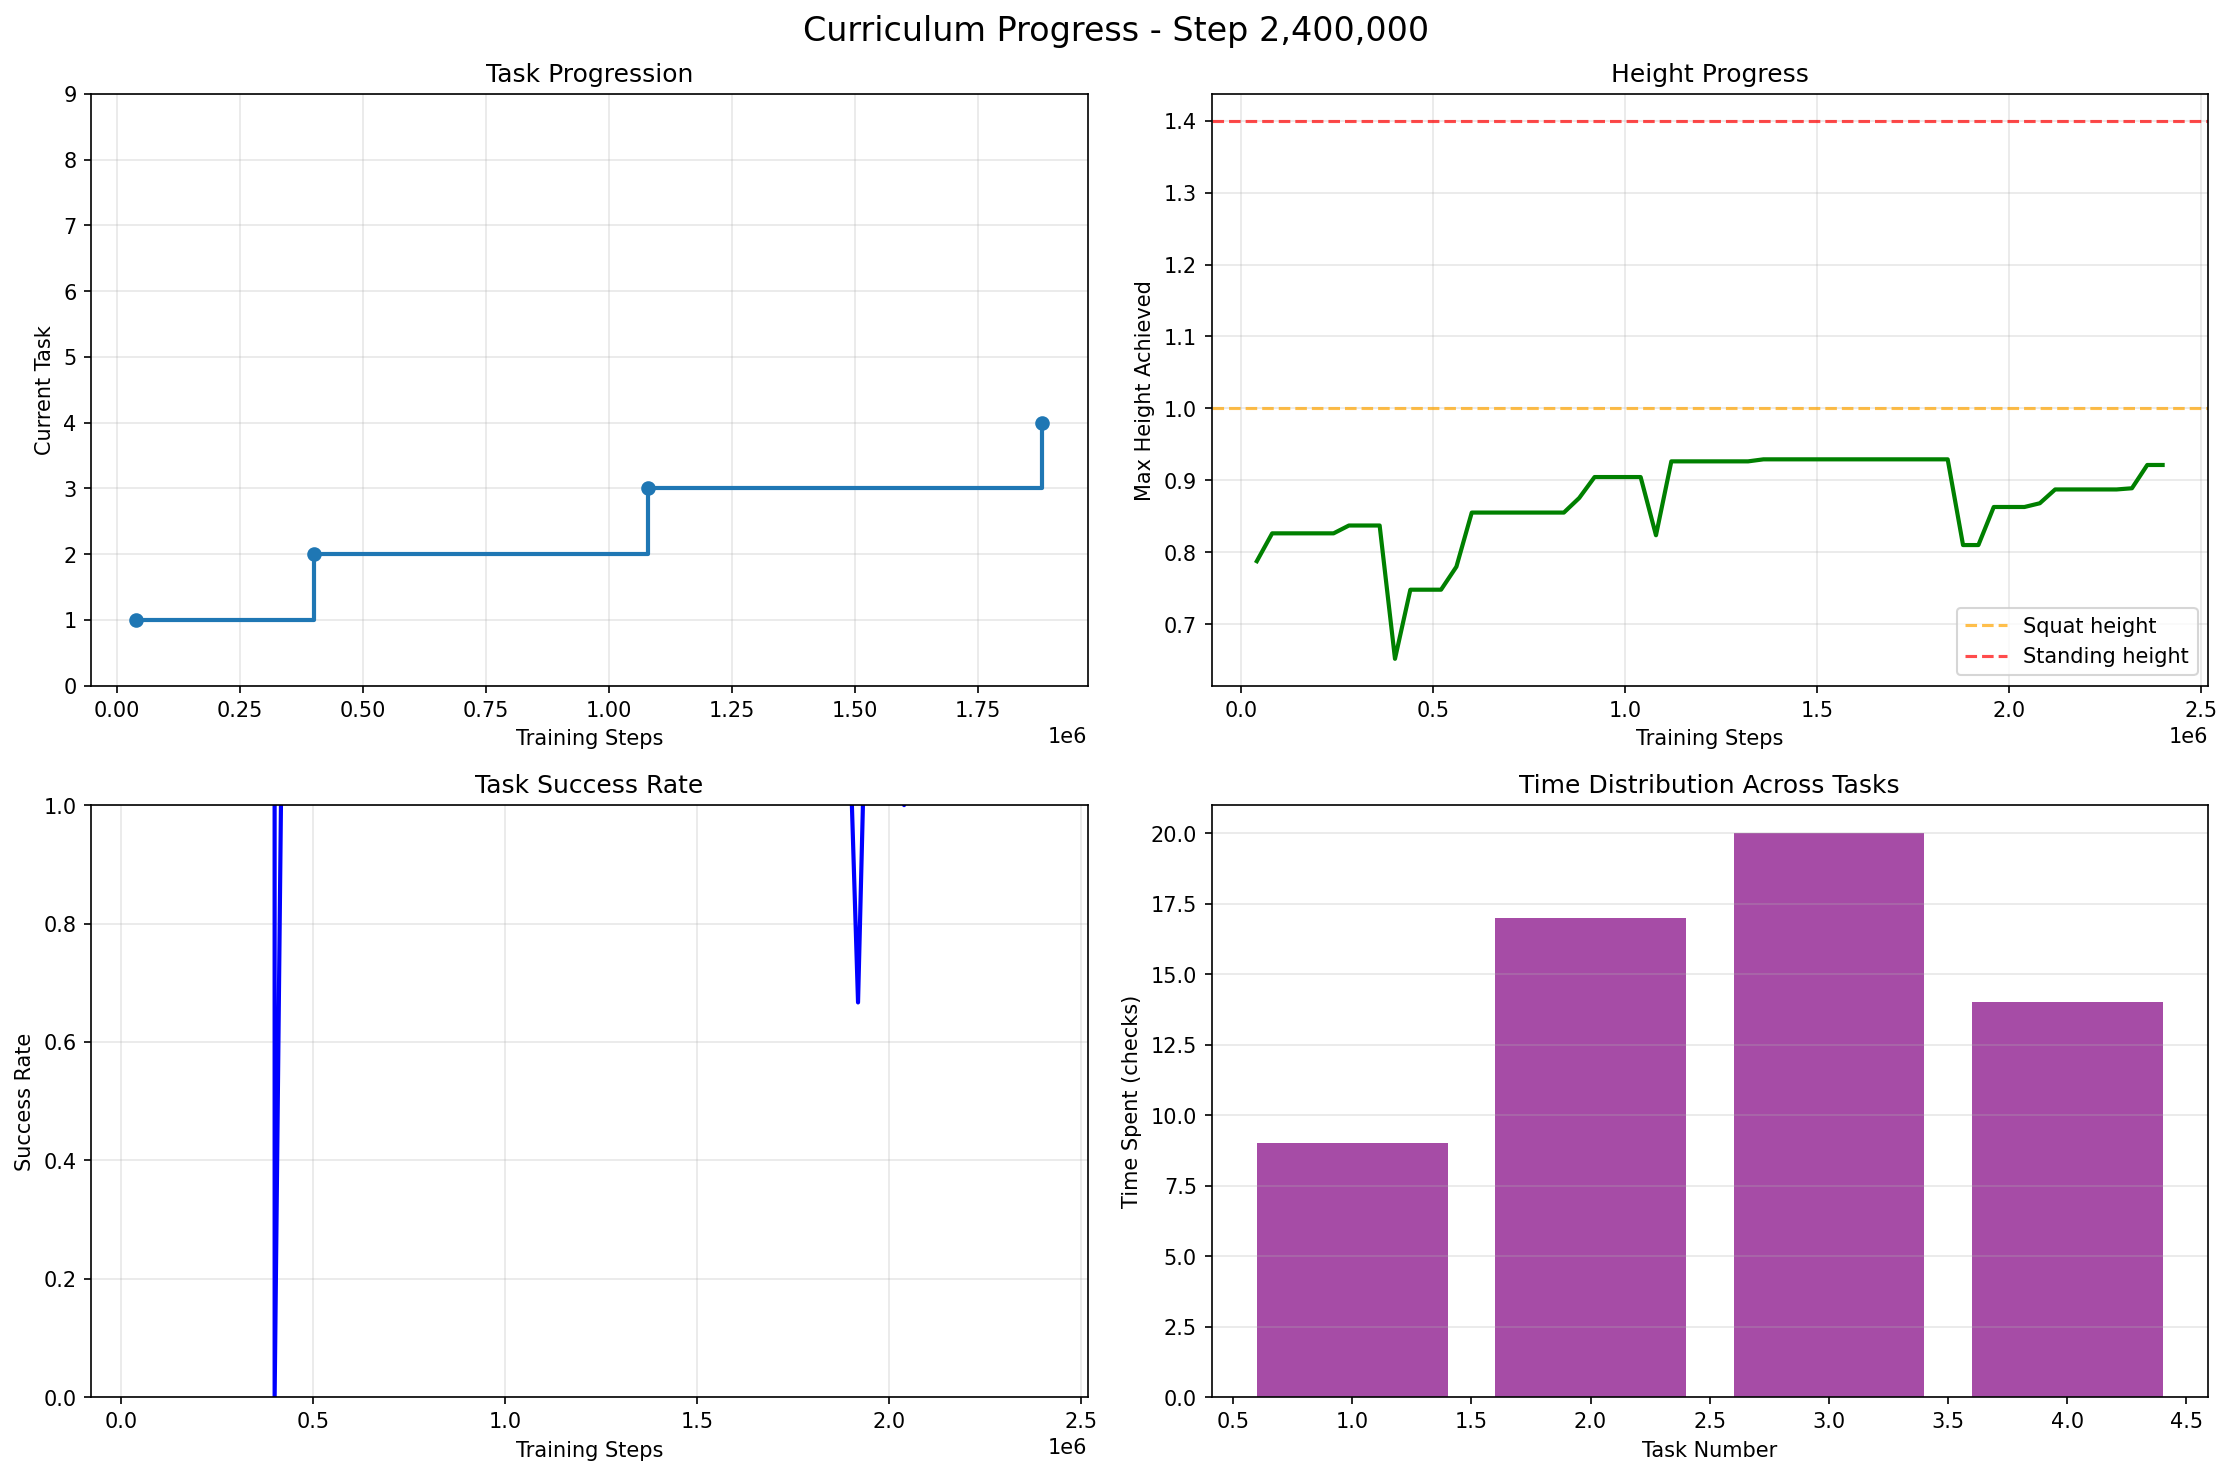 Curriculum Progress - Step 2,400,000
Task Progression
9
8
7
6
5
4
3
2
1
0
Current Task
0.00 0.25 0.50 0.75 1.00 1.25 1.50 1.75
1e6
Training Steps
Height Progress
1.4
1.3
1.2
1.1
1.0
0.9
0.8
0.7
Max Height Achieved
Squat height
Standing height
0.0 0.5 1.0 1.5 2.0 2.5
1e6
Training Steps
Task Success Rate
1.0
0.8
0.6
0.4
0.2
0.0
Success Rate
0.0 0.5 1.0 1.5 2.0 2.5
1e6
Training Steps
Time Distribution Across Tasks
20.0
17.5
15.0
12.5
10.0
7.5
5.0
2.5
0.0
Time Spent (checks)
0.5 1.0 1.5 2.0 2.5 3.0 3.5 4.0 4.5
Task Number